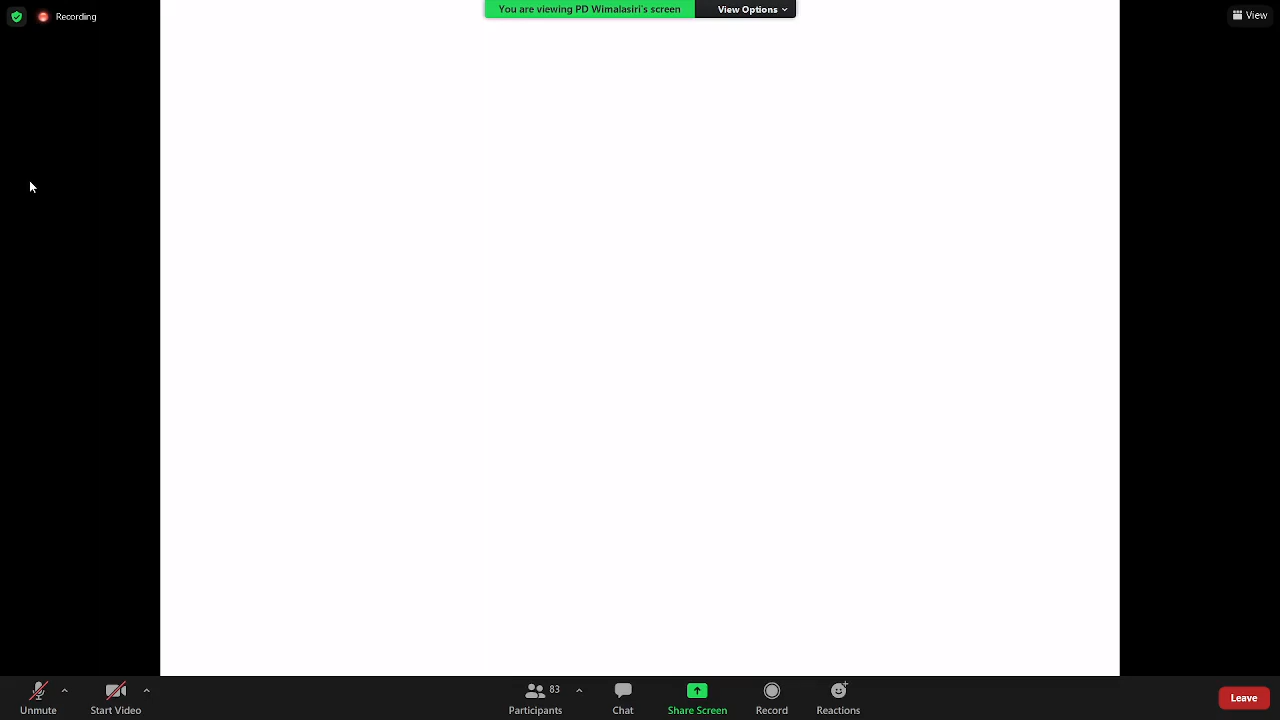 Recording
You are viewing PD Wimalasiri's screen
View Options
View
Unmute
Start Video
83
Participants
Chat
Share Screen
Record
Reactions
Leave